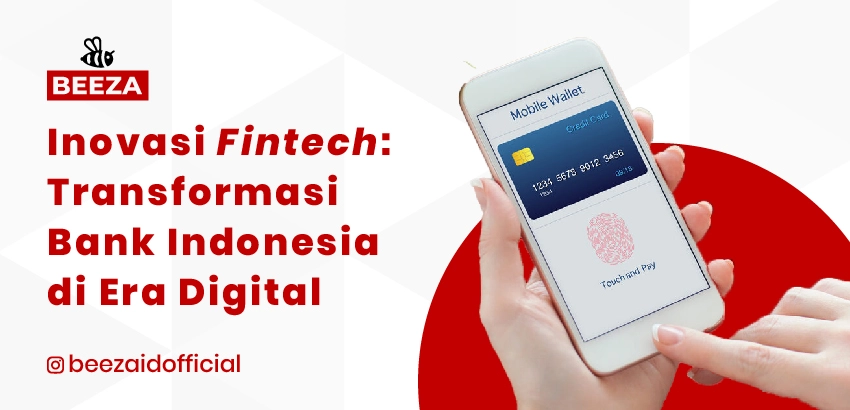 BEEZA
Inovasi Fintech:
Transformasi
Bank Indonesia
di Era Digital
beezaidofficial
Mobile Wallet
Credit Card
1234 5678 9012 3456
Touch and Pay